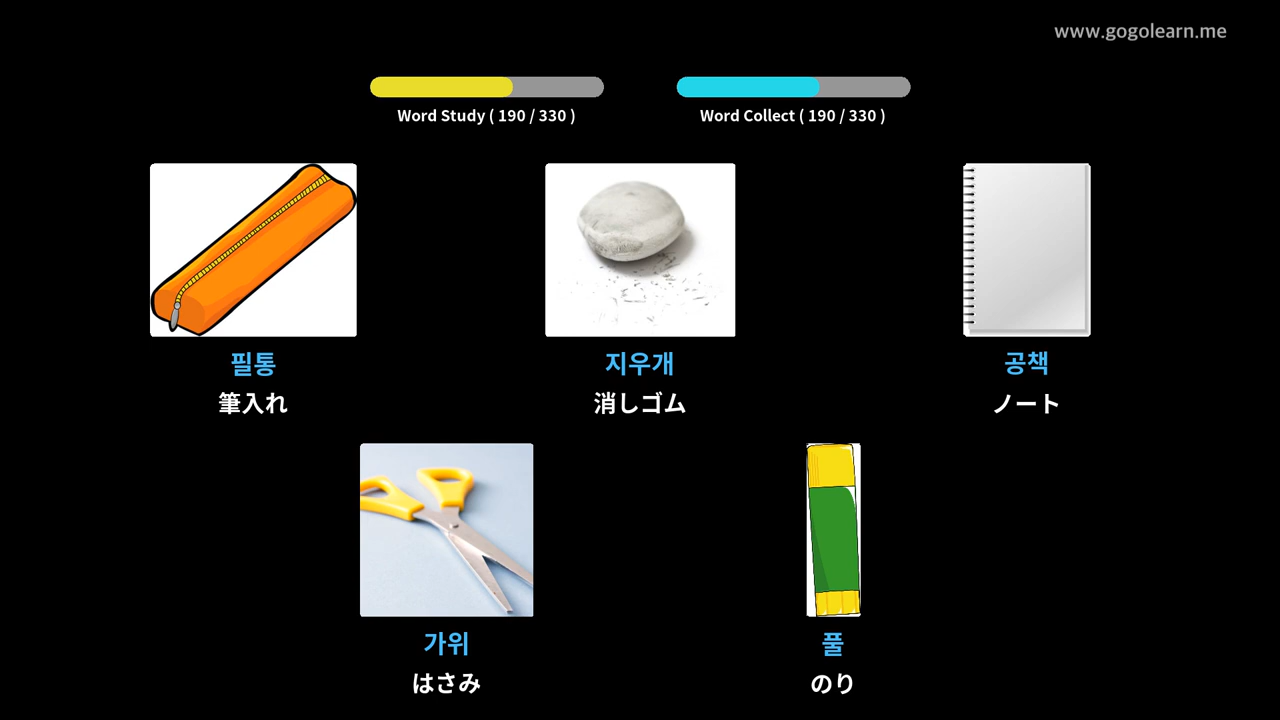 www.gogolearn.me
Word Study ( 190 / 330 )
Word Collect ( 190 / 330 )
필통
筆入れ
지우개
消しゴム
공책
ノート
가위
はさみ
풀
のり